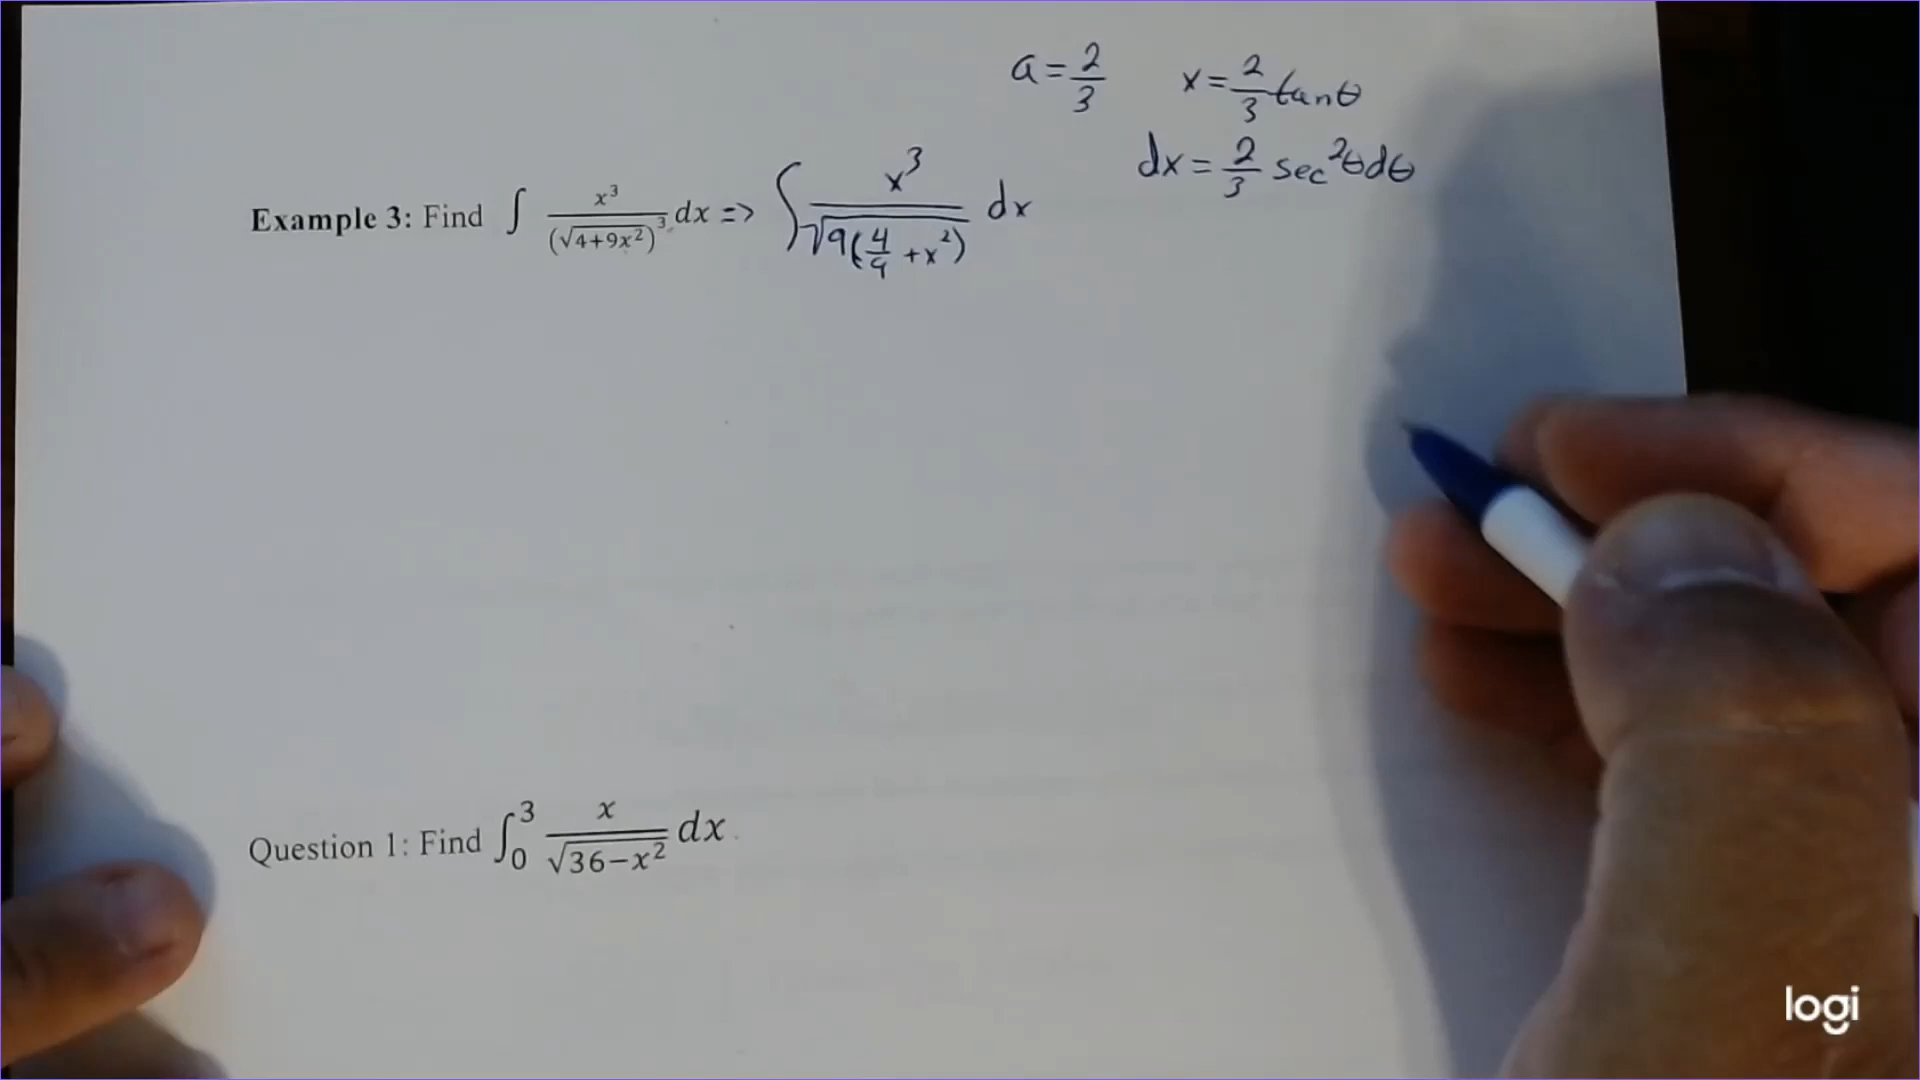 a = 2/3 x = 2/3 tanθ
dx = 2/3 sec²θdθ
Example 3: Find ∫ x³/(√4+9x²)³ dx => ∫ x³/√9(4/9 + x²) dx
Question 1: Find ∫₀³ x/√36−x² dx
logi